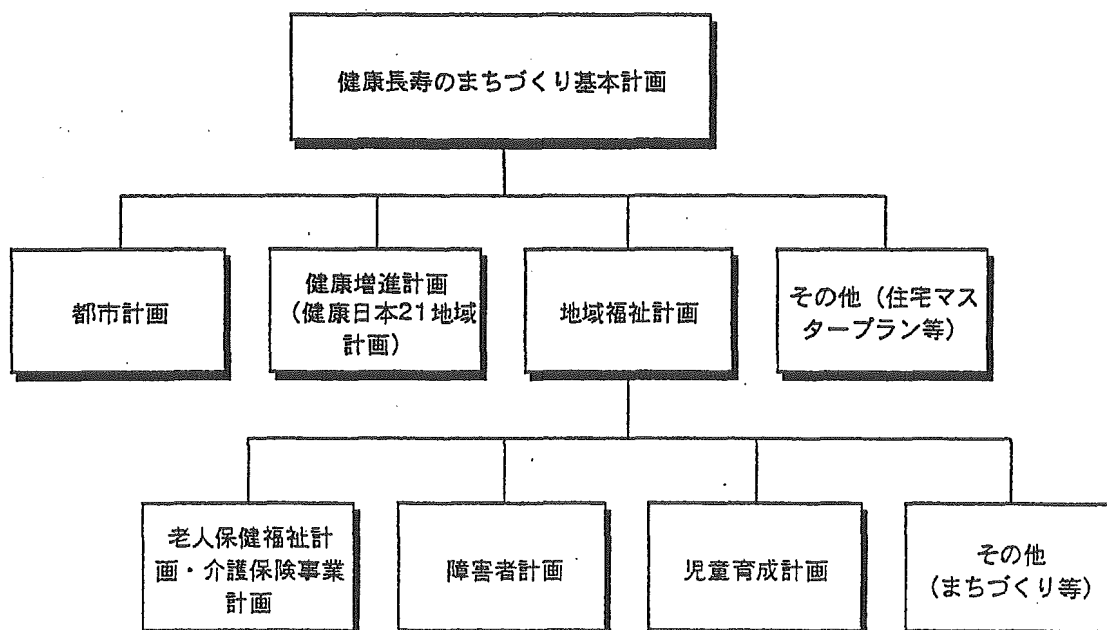 健康長寿のまちづくり基本計画
都市計画
健康増進計画
(健康日本21地域
計画)
地域福祉計画
その他（住宅マス
タープラン等）
老人保健福祉計
画・介護保険事業
計画
障害者計画
児童育成計画
その他
（まちづくり等）